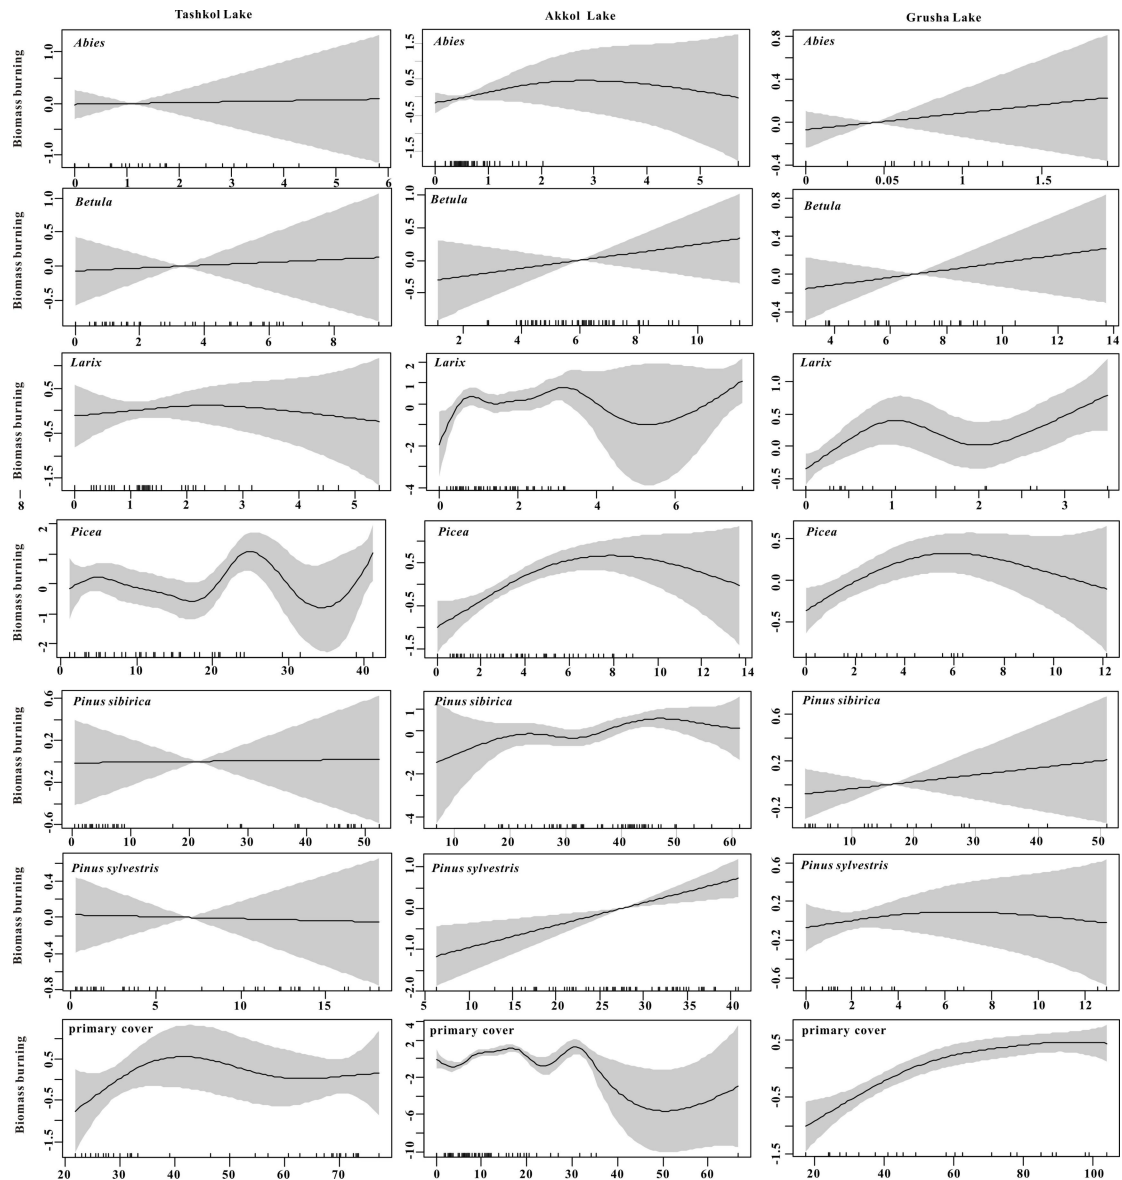 Tashkol Lake Akkol Lake Grusha Lake
Biomass burning
Abies
1.0
0.0
-1.0
0 1 2 3 4 5 6
Abies
1.5
0.5
-0.5
-1.5
0 1 2 3 4 5
Abies
0.8
0.4
0.0
-0.4
0 0.05 1 1.5
Biomass burning
Betula
1.0
0.5
0.0
-0.5
0 2 4 6 8
Betula
1.0
0.5
0.0
-0.5
2 4 6 8 10
Betula
0.8
0.4
0.0
-0.4
4 6 8 10 12 14
8— Biomass burning
Larix
0.5
-0.5
-1.5
0 1 2 3 4 5
Larix
2
1
0
-2
-4
0 2 4 6
Larix
1.0
0.5
0.0
-0.5
0 1 2 3
Biomass burning
Picea
2
1
0
-1
-2
0 10 20 30 40
Picea
0.5
-0.5
-1.5
0 2 4 6 8 10 12 14
Picea
0.5
0.0
-0.5
0 2 4 6 8 10 12
Biomass burning
Pinus sibirica
0.6
0.2
-0.2
-0.6
0 10 20 30 40 50
Pinus sibirica
1
0
-2
-4
10 20 30 40 50 60
Pinus sibirica
0.6
0.2
-0.2
10 20 30 40 50
Biomass burning
Pinus sylvestris
0.4
0.0
-0.4
-0.8
0 5 10 15
Pinus sylvestris
1.0
0.0
-1.0
-2.0
5 10 15 20 25 30 35 40
Pinus sylvestris
0.6
0.2
-0.2
-0.6
0 2 4 6 8 10 12
Biomass burning
primary cover
0.5
-0.5
-1.5
20 30 40 50 60 70
primary cover
4
2
-2
-6
-10
0 10 20 30 40 50 60
primary cover
0.5
-0.5
-1.5
20 40 60 80 100